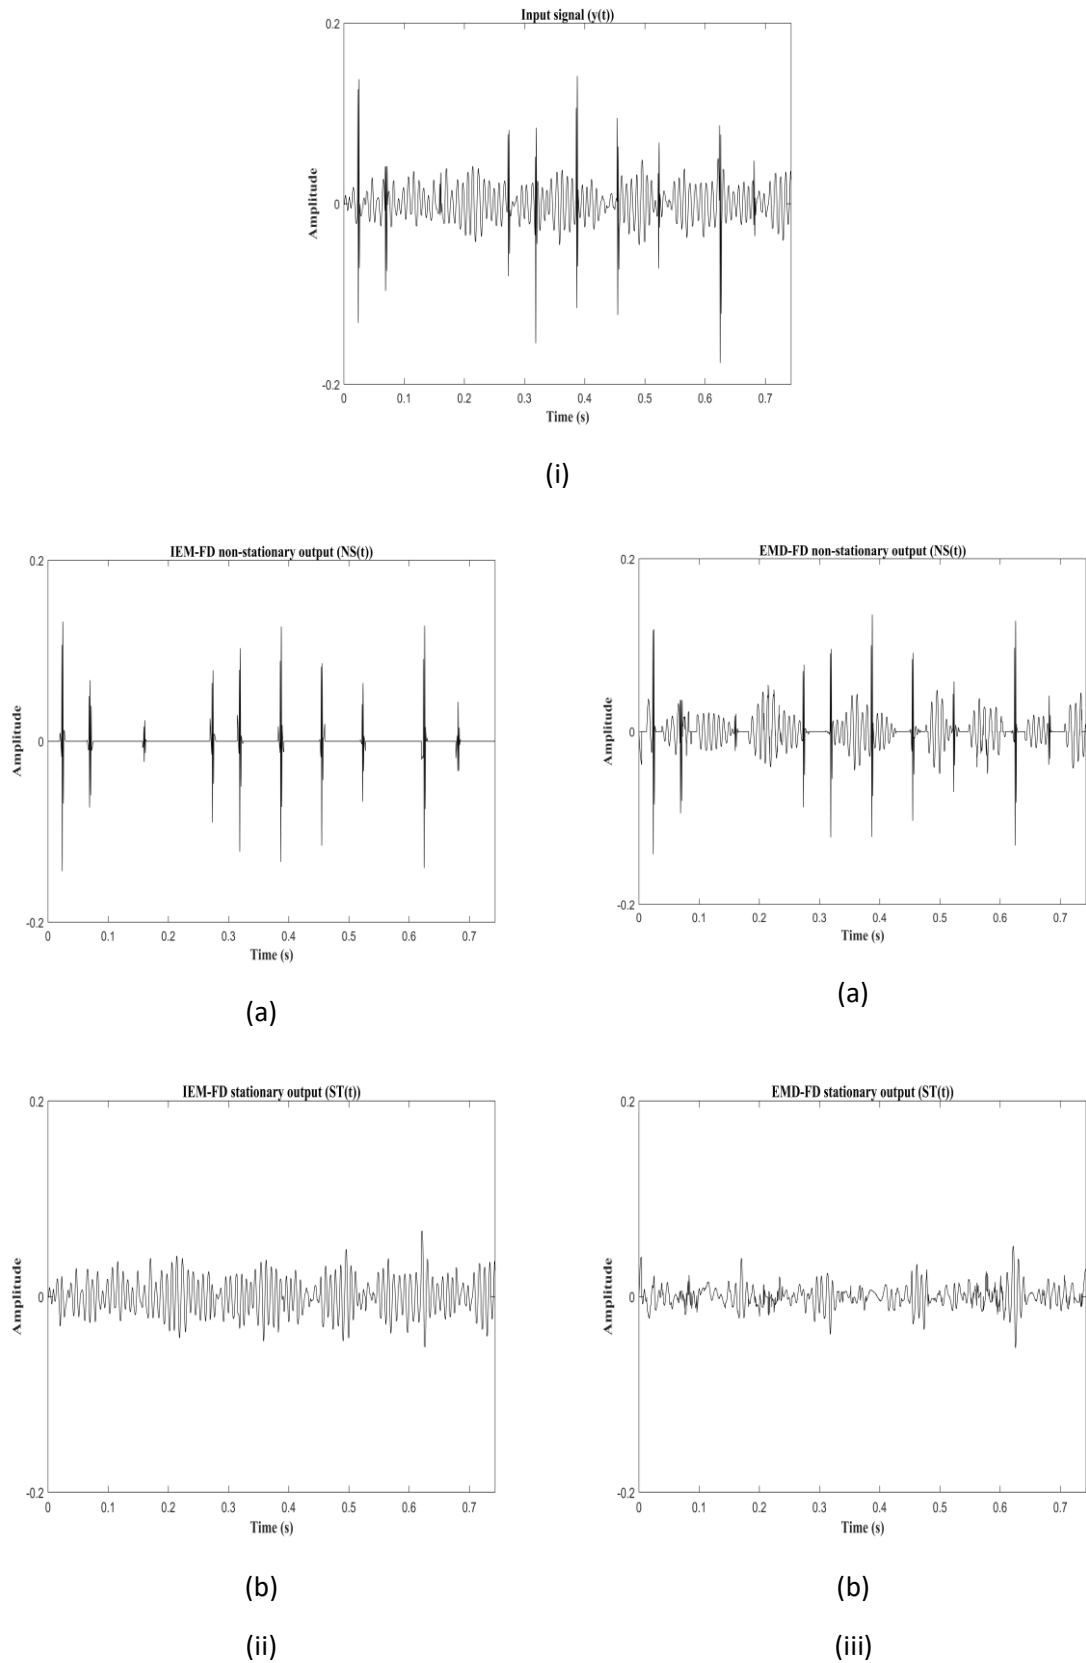 Input signal (y(t))
0.2
0
-0.2
Amplitude
0 0.1 0.2 0.3 0.4 0.5 0.6 0.7
Time (s)
(i)
IEM-FD non-stationary output (NS(t))
0.2
0
-0.2
Amplitude
0 0.1 0.2 0.3 0.4 0.5 0.6 0.7
Time (s)
(a)
EMD-FD non-stationary output (NS(t))
0.2
0
-0.2
Amplitude
0 0.1 0.2 0.3 0.4 0.5 0.6 0.7
Time (s)
(a)
IEM-FD stationary output (ST(t))
0.2
0
-0.2
Amplitude
0 0.1 0.2 0.3 0.4 0.5 0.6 0.7
Time (s)
(b)
(ii)
EMD-FD stationary output (ST(t))
0.2
0
-0.2
Amplitude
0 0.1 0.2 0.3 0.4 0.5 0.6 0.7
Time (s)
(b)
(iii)